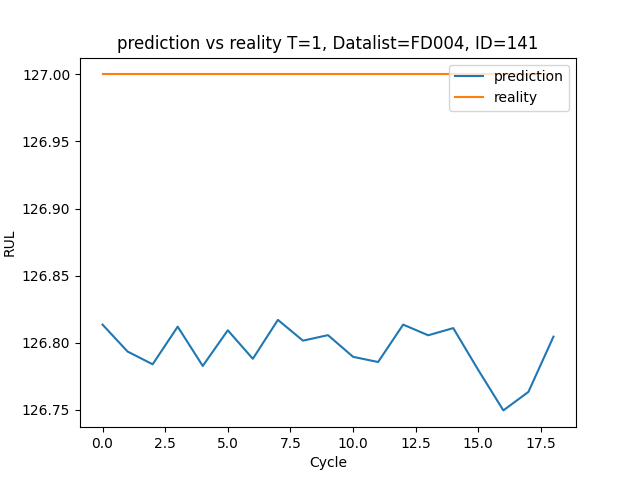 prediction vs reality T=1, Datalist=FD004, ID=141
127.00
126.95
126.90
126.85
126.80
126.75
RUL
prediction
reality
0.0 2.5 5.0 7.5 10.0 12.5 15.0 17.5
Cycle